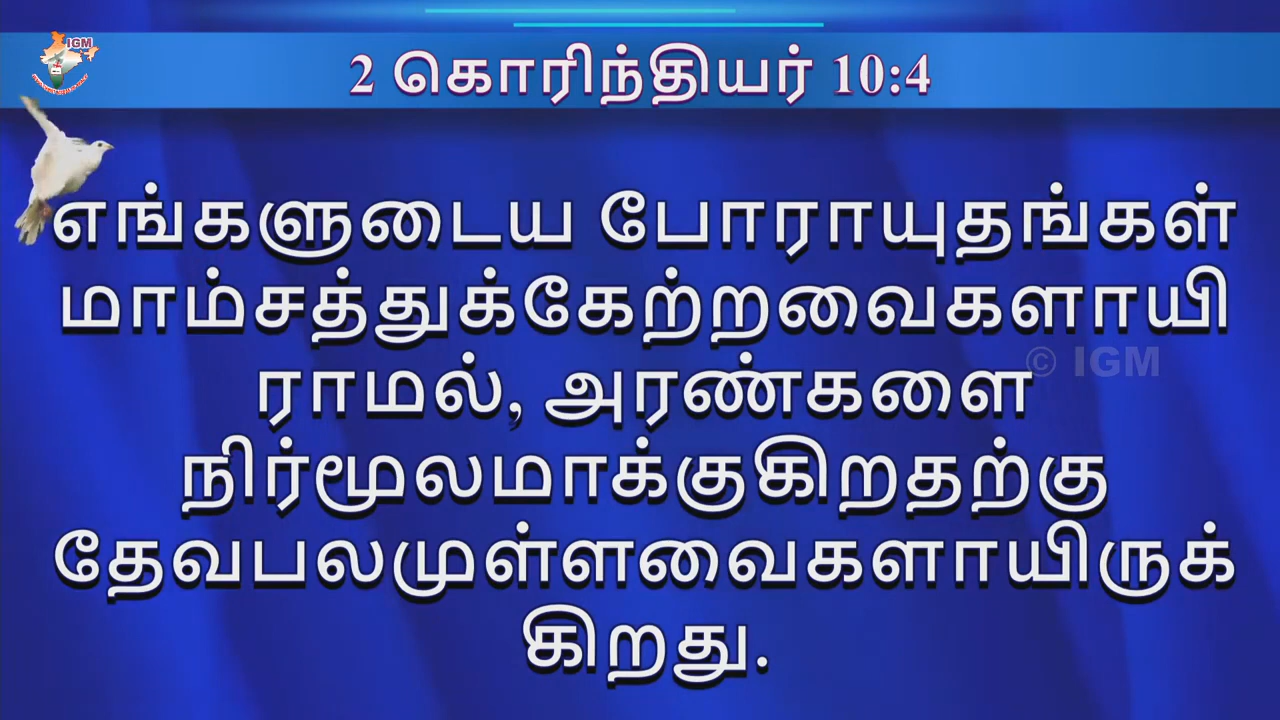 IGM
2 கொரிந்தியர் 10:4
எங்களுடைய போராயுதங்கள்
மாம்சத்துக்கேற்றவைகளாயி
ராமல், அரண்களை
நிர்மூலமாக்குகிறதற்கு
தேவபலமுள்ளவைகளாயிருக்
கிறது.
© IGM